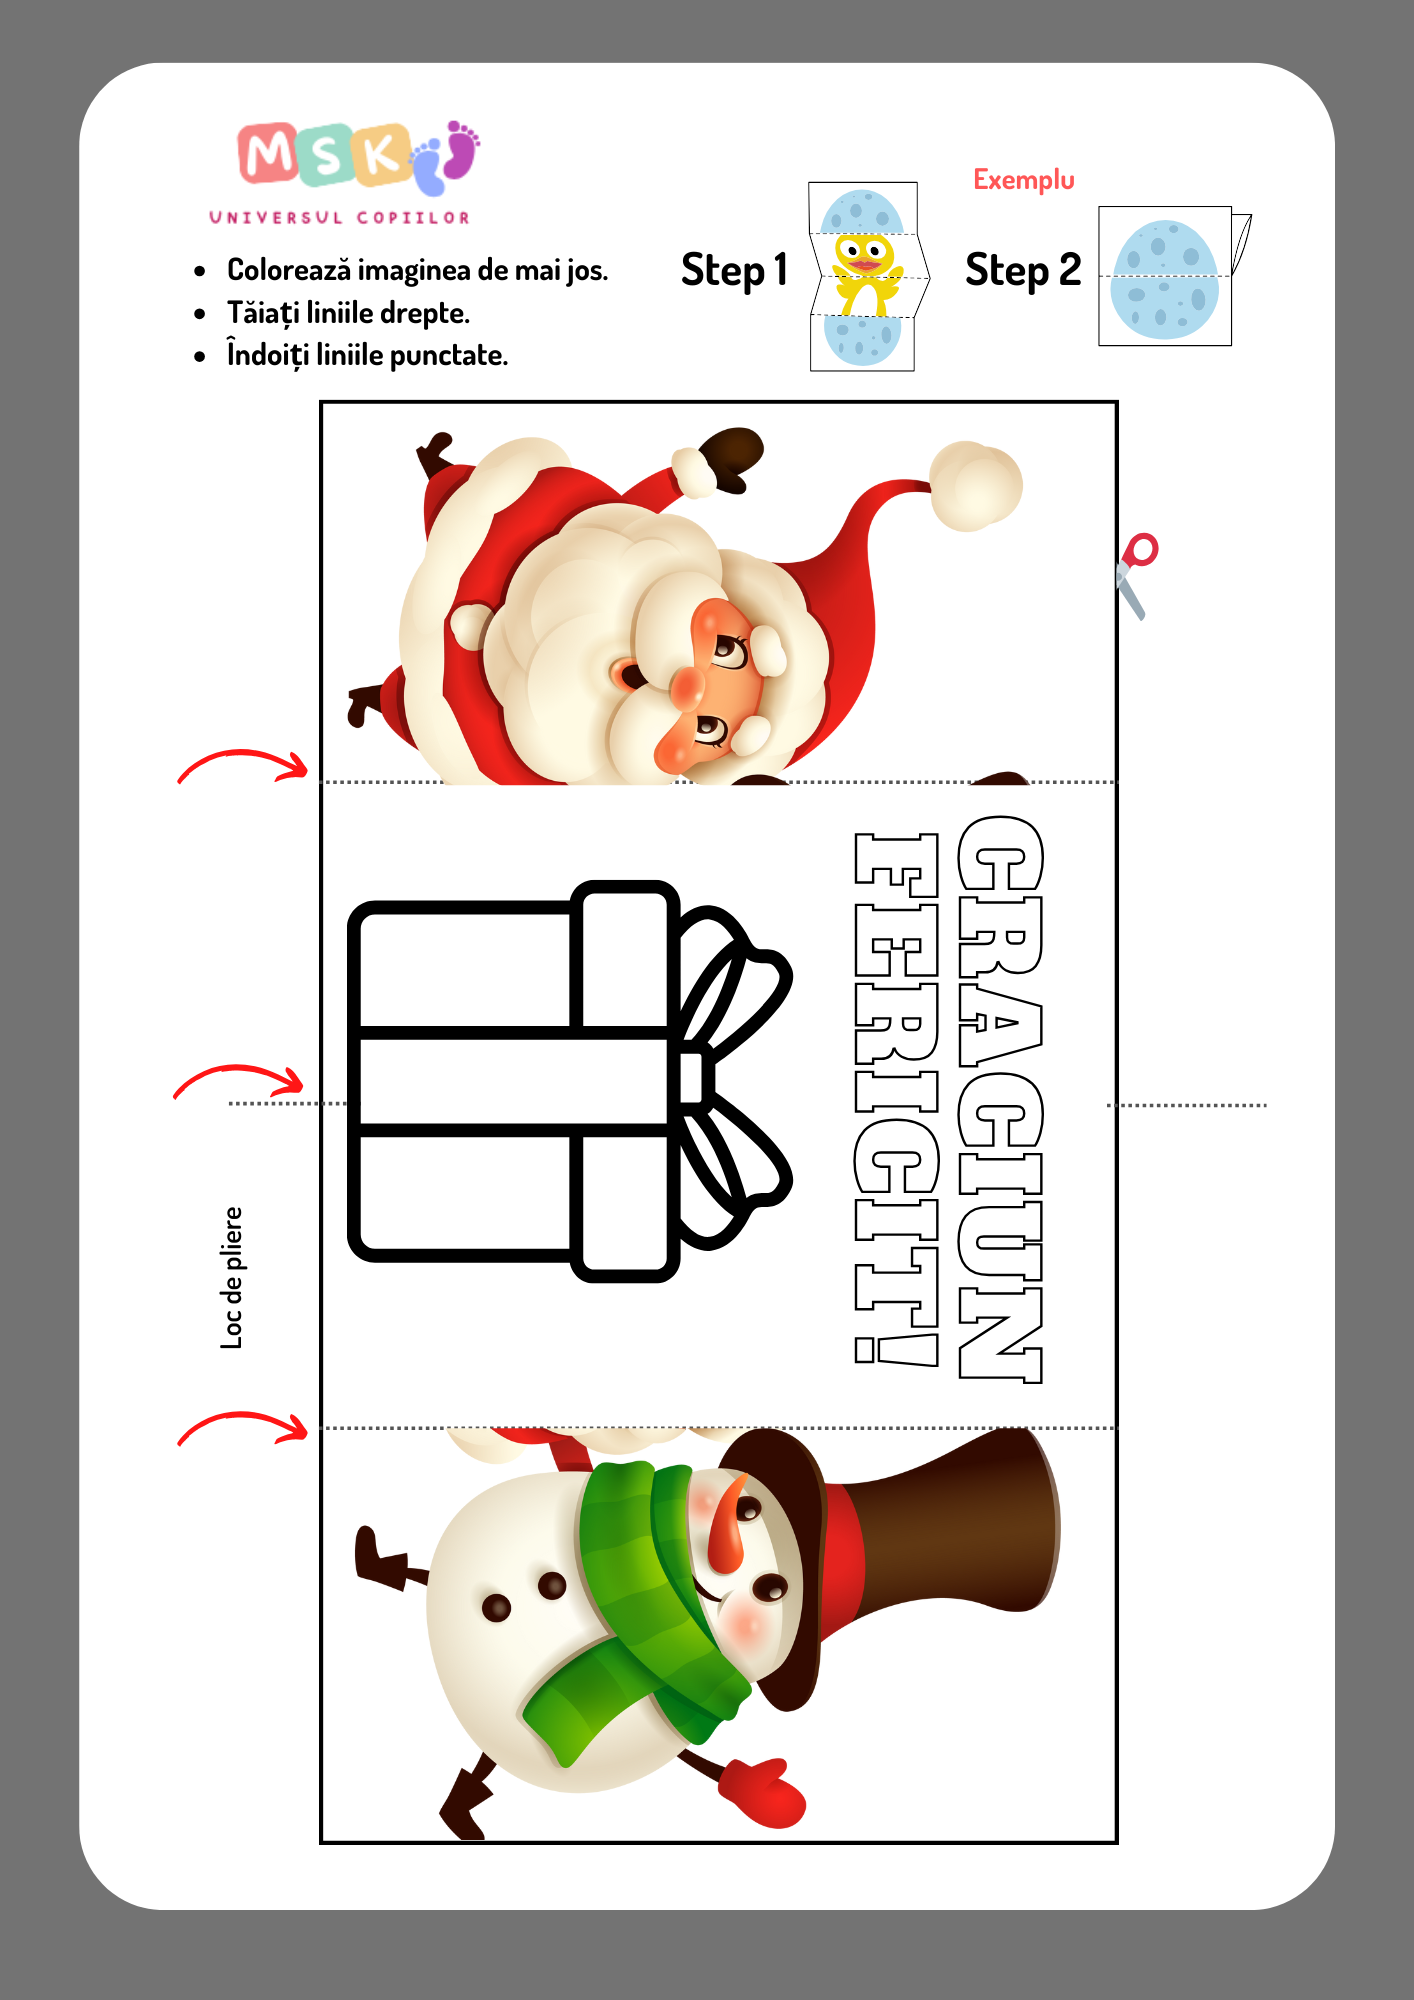 MSK
UNIVERSUL COPIILOR
Exemplu
Step 1
Step 2
• Colorează imaginea de mai jos.
• Tăiați liniile drepte.
• Îndoiți liniile punctate.
CRACIUN
FERICIT!
Loc de pliere